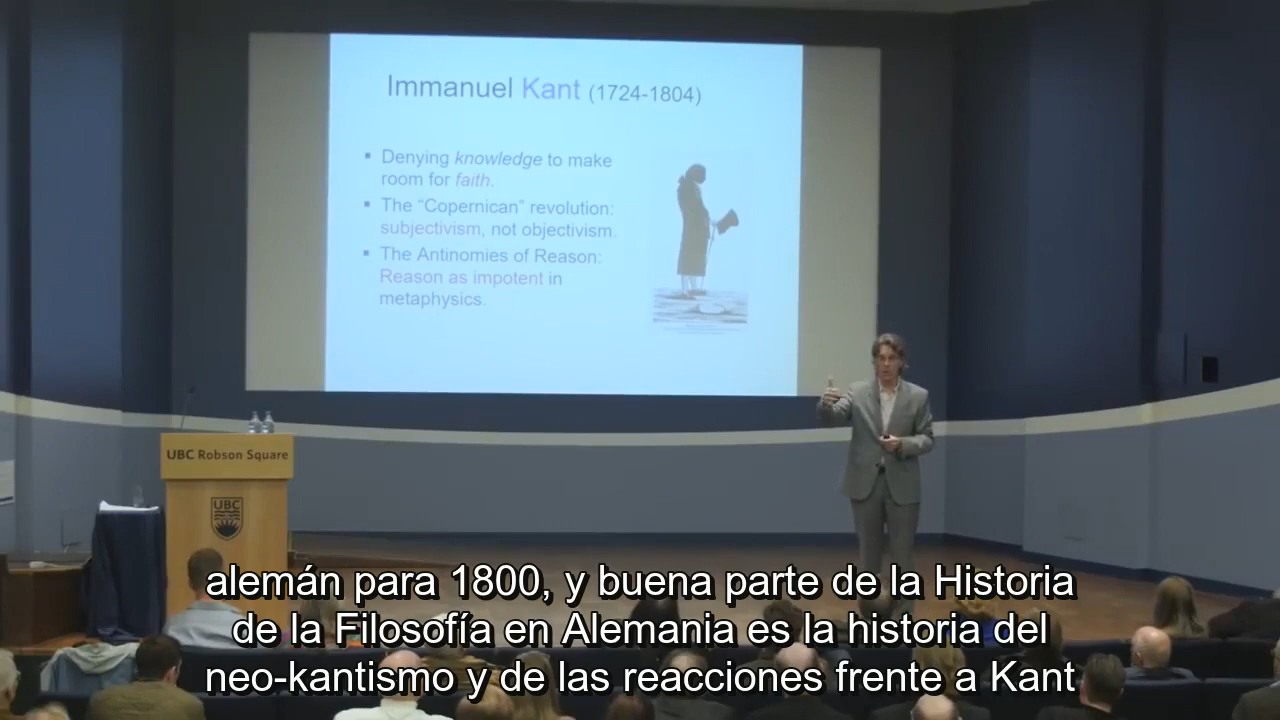 Immanuel Kant (1724-1804)
▪ Denying knowledge to make
room for faith.
▪ The “Copernican” revolution:
subjectivism, not objectivism.
▪ The Antinomies of Reason:
Reason as impotent in
metaphysics.
UBC Robson Square
UBC
alemán para 1800, y buena parte de la Historia
de la Filosofía en Alemania es la historia del
neo-kantismo y de las reacciones frente a Kant